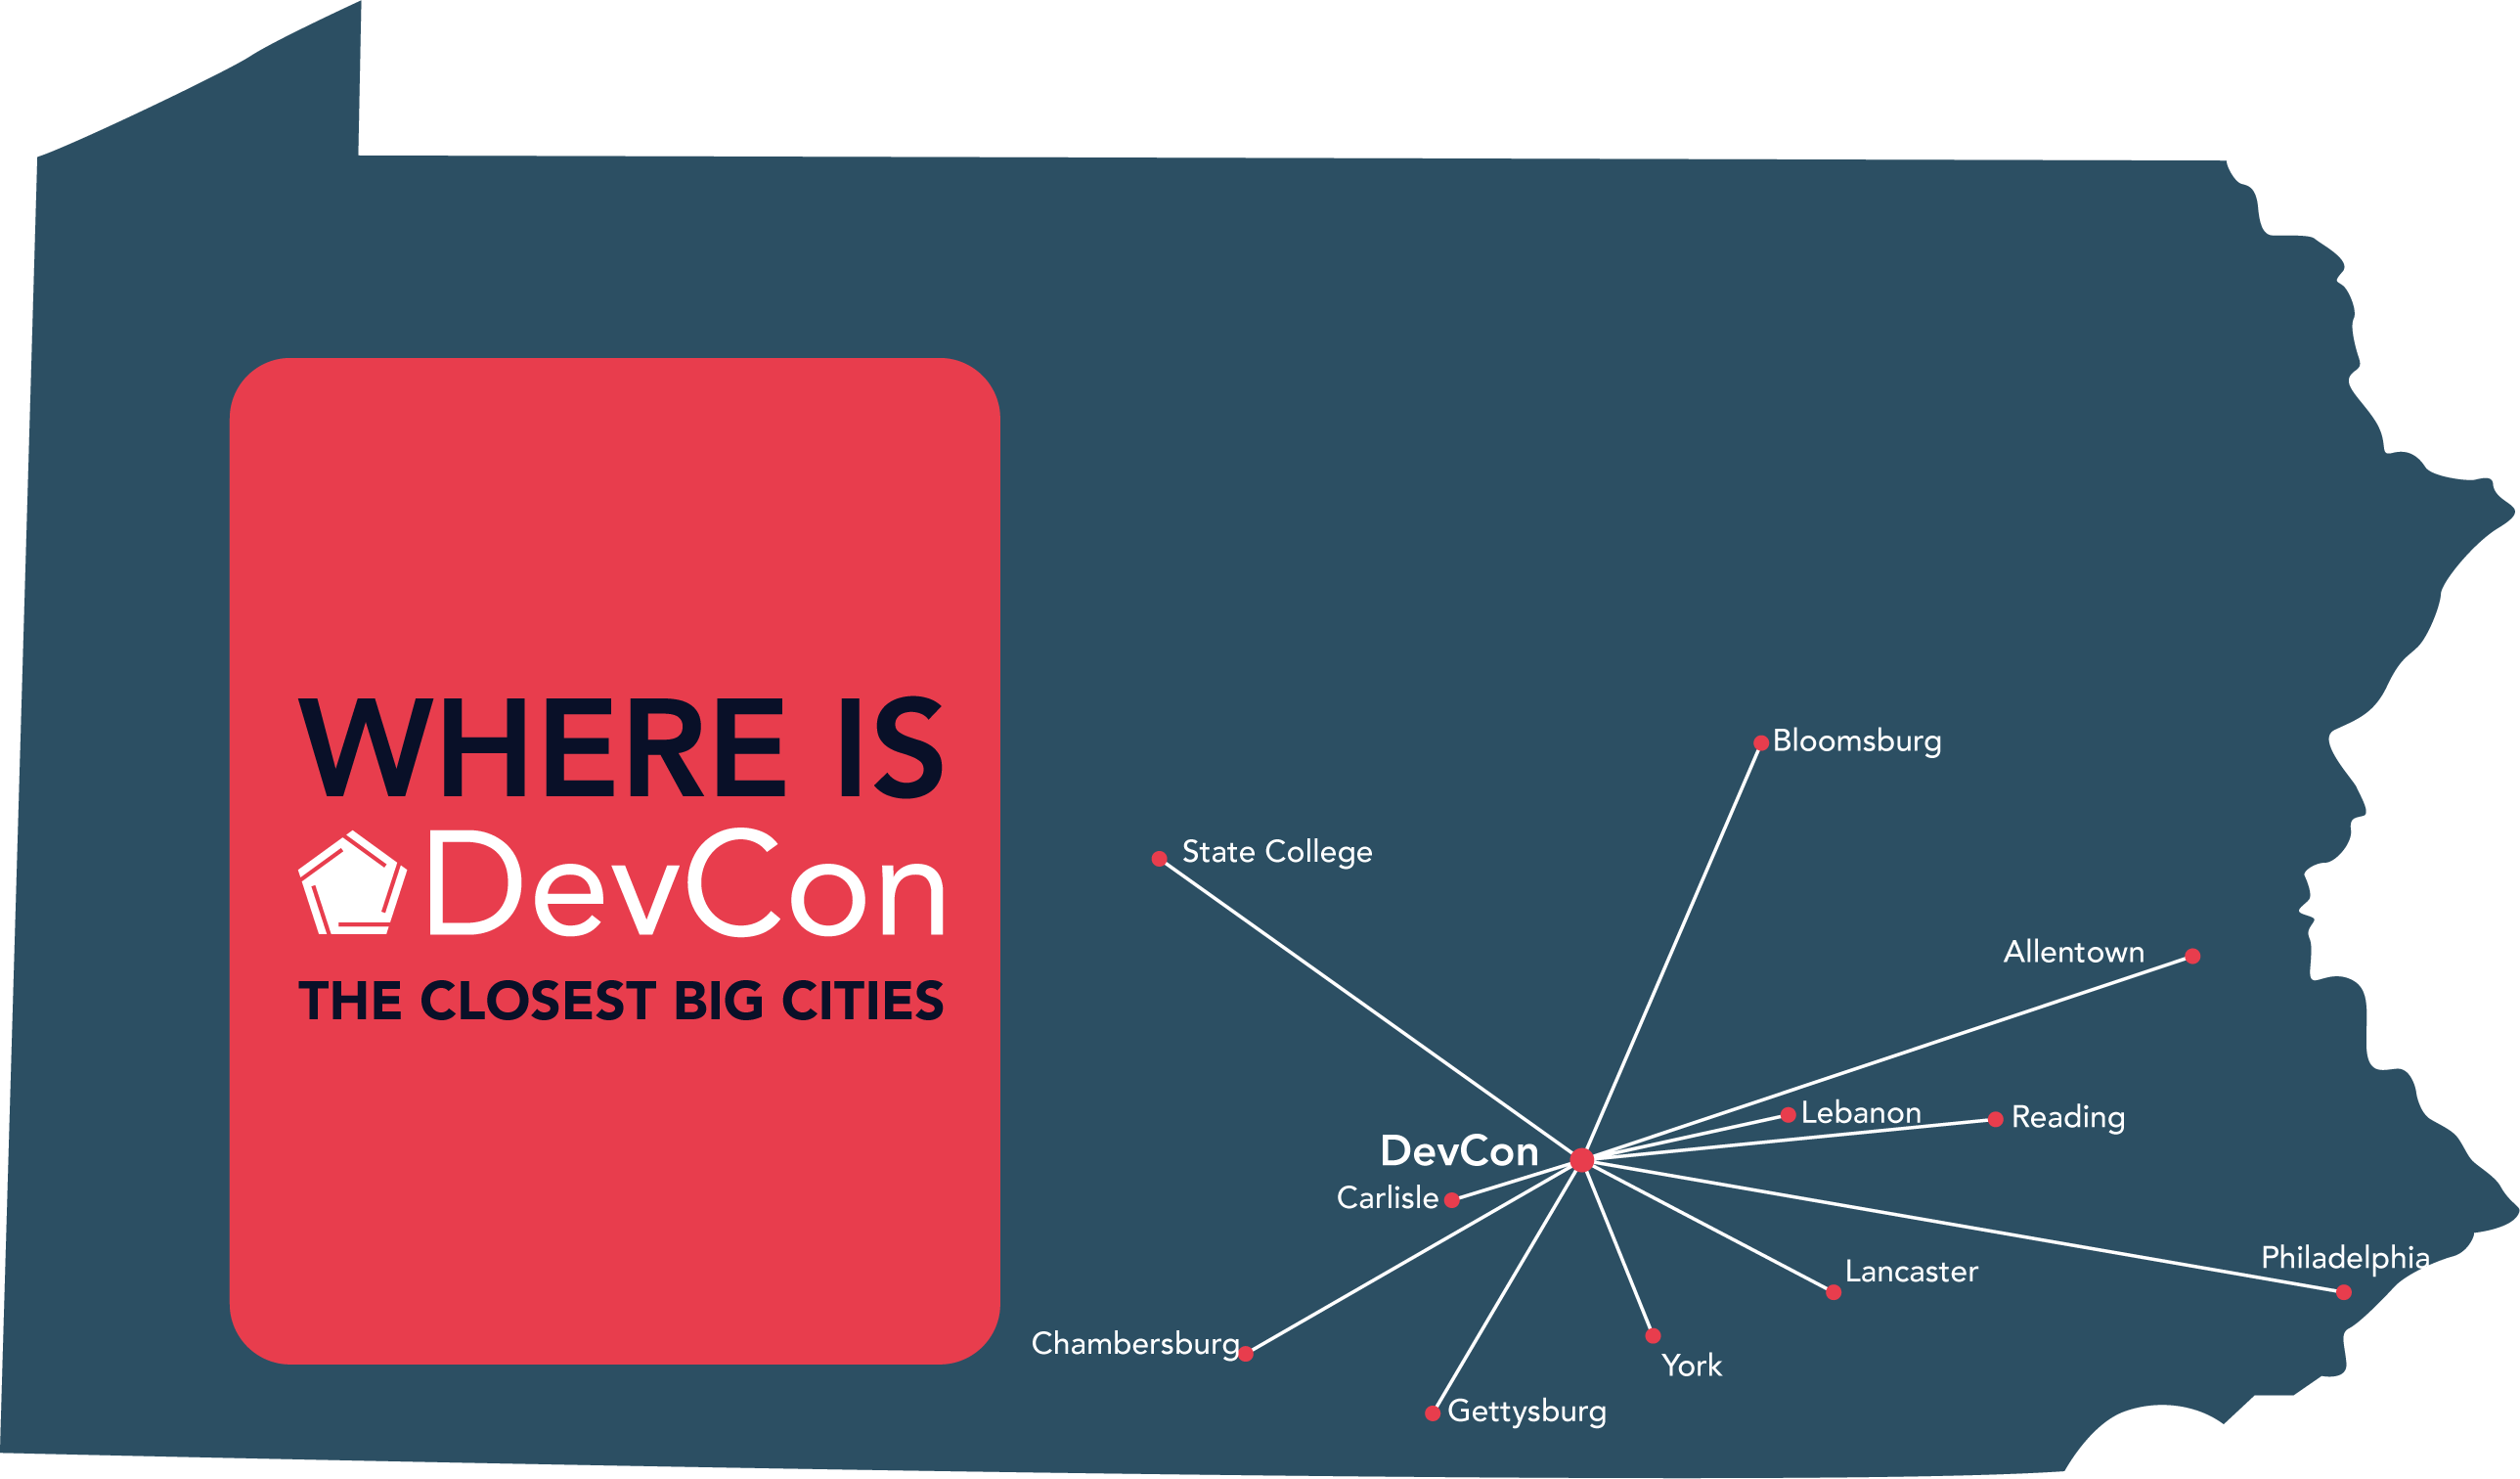 WHERE IS
DevCon
THE CLOSEST BIG CITIES
Bloomsburg
State College
Allentown
Lebanon
Reading
DevCon
Carlisle
Philadelphia
Lancaster
Chambersburg
York
Gettysburg